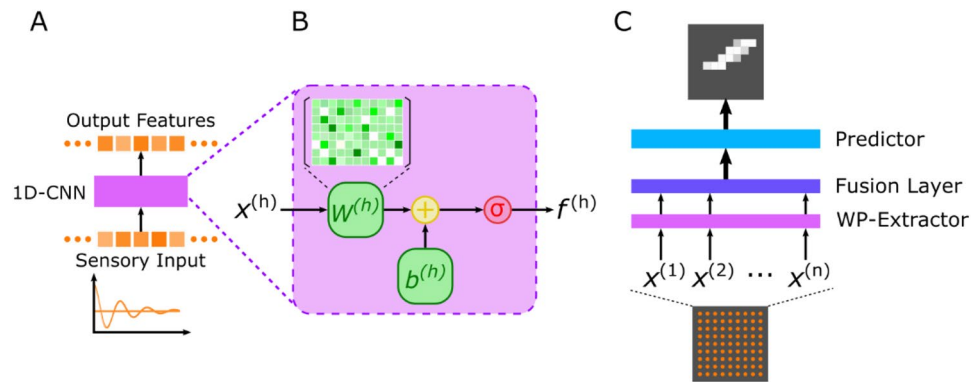 A
Output Features
1D-CNN
Sensory Input
B
x^(h)
W^(h)
+
σ
f^(h)
b^(h)
C
Predictor
Fusion Layer
WP-Extractor
x^(1) x^(2) ... x^(n)